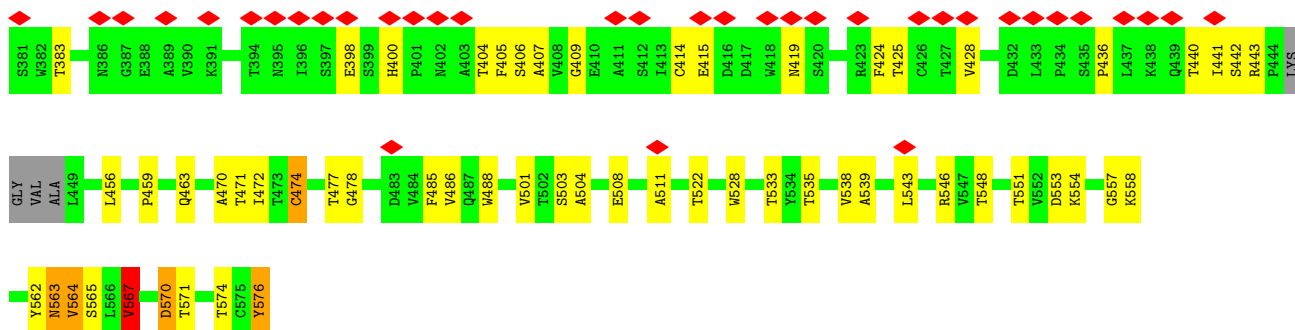 S381 W382 T383 N386 G387 E388 A389 V390 K391 T394 N395 I396 S397 E398 S399 H400 P401 N402 A403 T404 F405 S406 A407 V408 G409 E410 A411 S412 I413 C414 E415 D416 D417 W418 N419 S420 R423 F424 T425 C426 T427 V428 D432 L433 P434 S435 P436 L437 K438 Q439 T440 I441 S442 R443 P444 LYS
GLY VAL ALA L449 L456 P459 Q463 A470 T471 I472 T473 C474 T477 G478 D483 V484 F485 V486 Q487 W488 V501 T502 S503 A504 E508 A511 T522 W528 T533 Y534 T535 V538 A539 L543 R546 V547 T548 T551 V552 D553 K554 G557 K558
Y562 N563 V564 S565 L566 V567 D570 T571 T574 C575 Y576